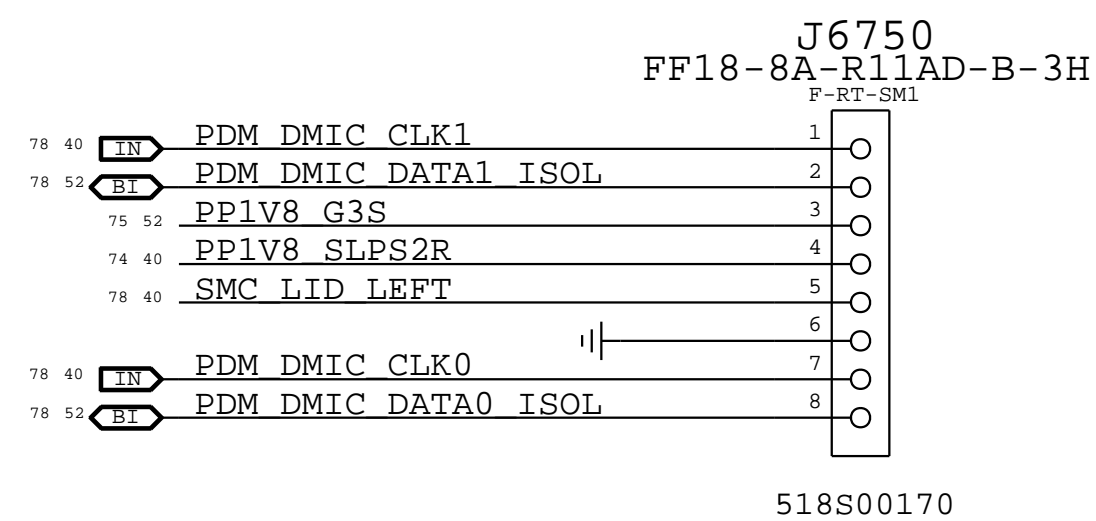 J6750
FF18-8A-R11AD-B-3H
F-RT-SM1
78 40 IN PDM_DMIC_CLK1 1
78 52 BI PDM_DMIC_DATA1_ISOL 2
75 52 PP1V8_G3S 3
74 40 PP1V8_SLPS2R 4
78 40 SMC_LID_LEFT 5
6
78 40 IN PDM_DMIC_CLK0 7
78 52 BI PDM_DMIC_DATA0_ISOL 8
518S00170